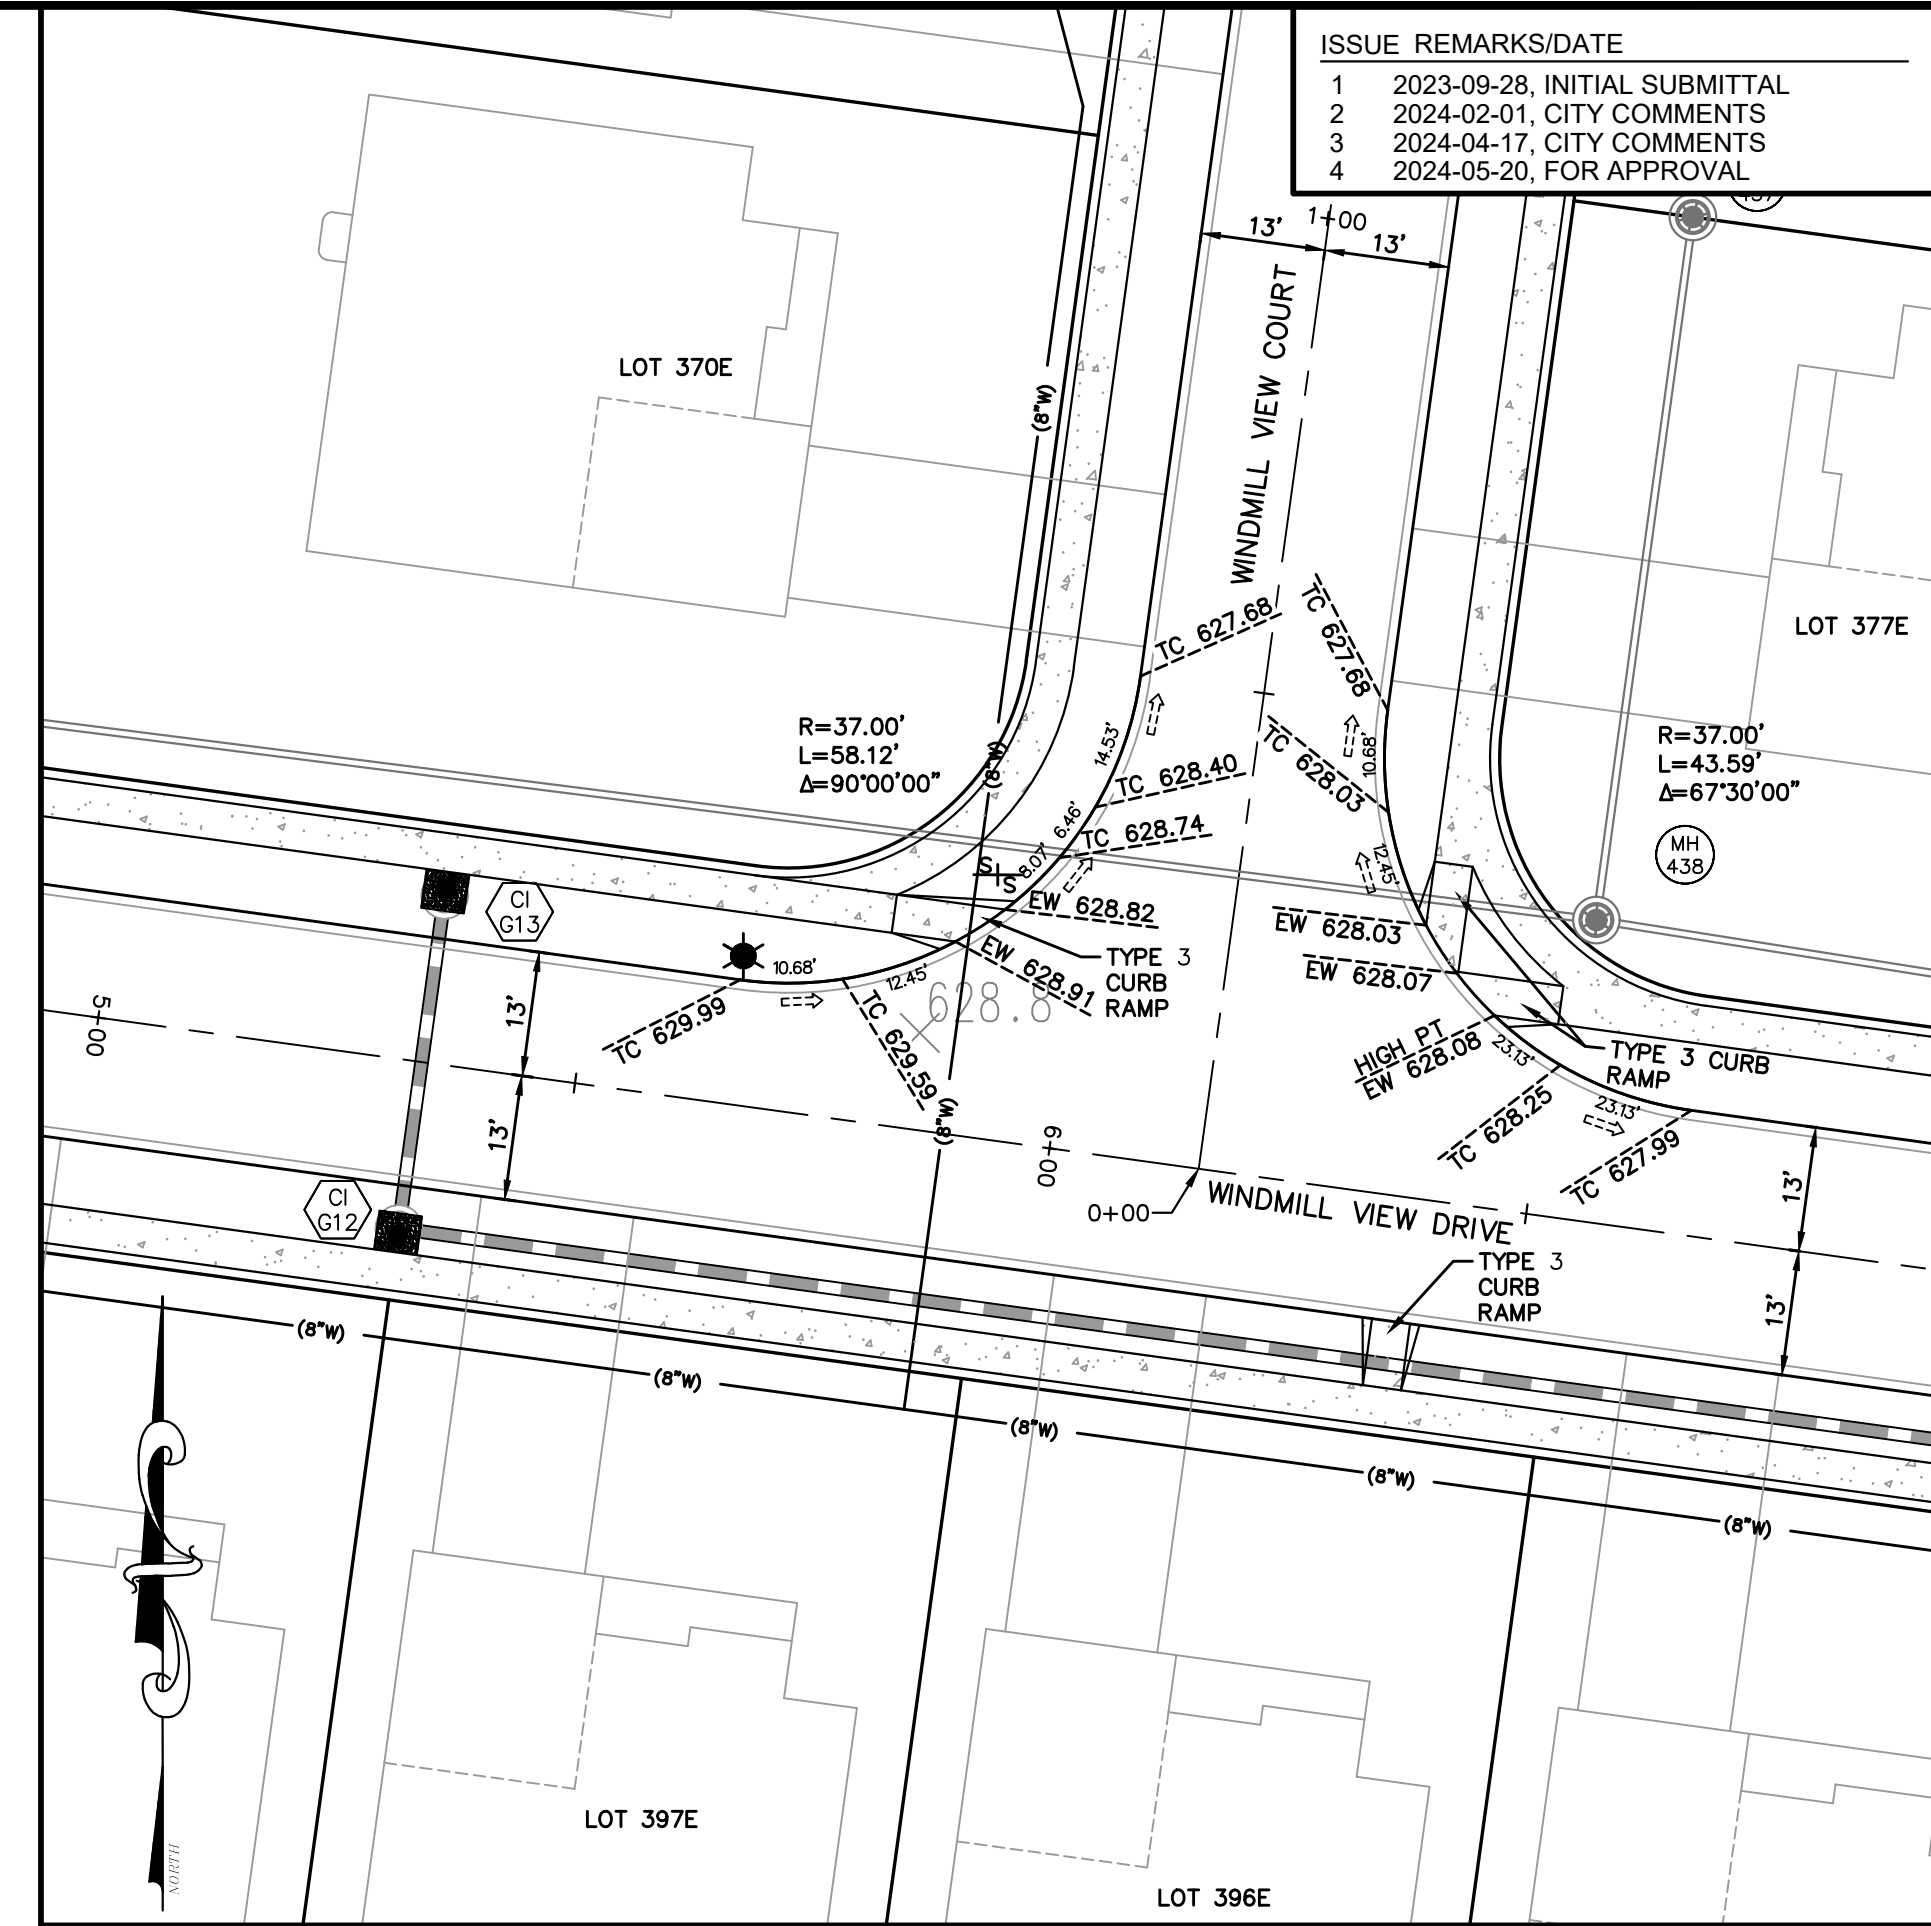 ISSUE REMARKS/DATE
1 2023-09-28, INITIAL SUBMITTAL
2 2024-02-01, CITY COMMENTS
3 2024-04-17, CITY COMMENTS
4 2024-05-20, FOR APPROVAL
13'
1+00
13'
WINDMILL VIEW COURT
LOT 370E
(8"W)
LOT 377E
TC 627.68
TC 627.68
R=37.00'
L=58.12'
Δ=90°00'00"
(8"W)
14.53'
TC 628.40
TC 628.03
10.68'
R=37.00'
L=43.59'
Δ=67°30'00"
6.46'
TC 628.74
8.07'
S
S
12.45'
MH
438
CI
G13
EW 628.82
EW 628.03
EW 628.91
TYPE 3
CURB
RAMP
EW 628.07
10.68'
12.45'
628.8
5+00
13'
TC 629.99
TC 629.59
HIGH PT
EW 628.08
23.13'
TYPE 3 CURB
RAMP
TC 628.25
23.13'
TC 627.99
13'
(8"W)
6+00
13'
CI
G12
0+00
WINDMILL VIEW DRIVE
TYPE 3
CURB
RAMP
13'
(8"W)
(8"W)
(8"W)
(8"W)
(8"W)
LOT 397E
LOT 396E
NORTH